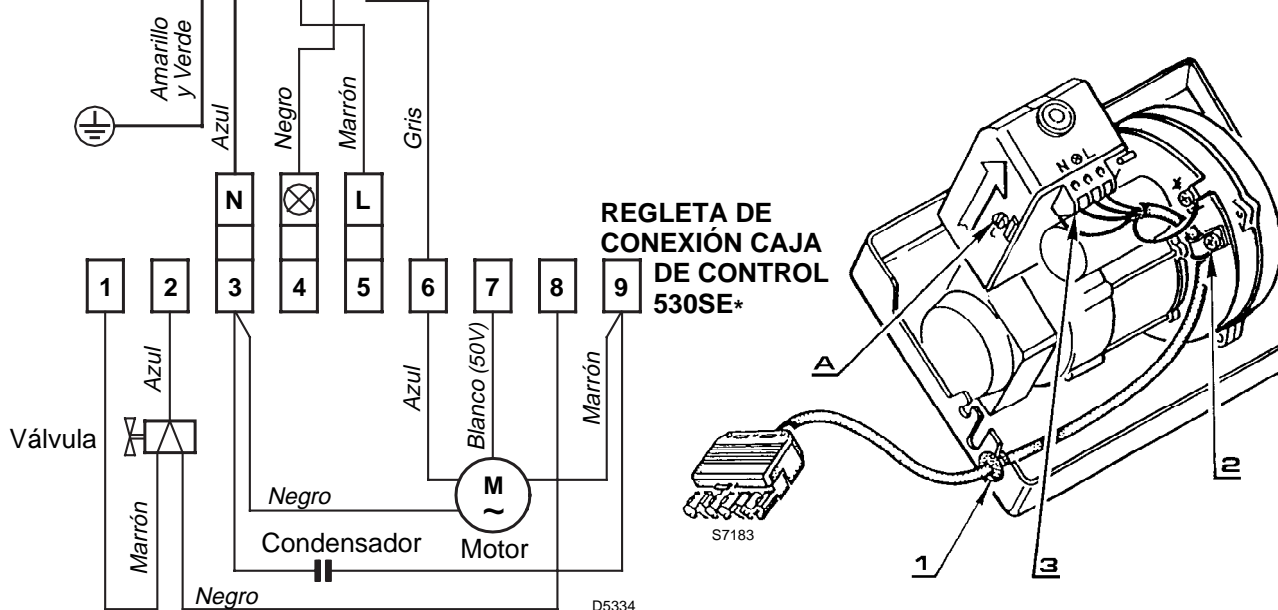 Amarillo
y Verde
Azul
Negro
Marrón
Gris
N
L
1
2
3
4
5
6
7
8
9
REGLETA DE
CONEXIÓN CAJA
DE CONTROL
530SE*
Azul
Azul
Blanco (50V)
Marrón
Válvula
Marrón
Negro
M
~
Condensador
Motor
Negro
D5334
N L
A
2
S7183
1
3